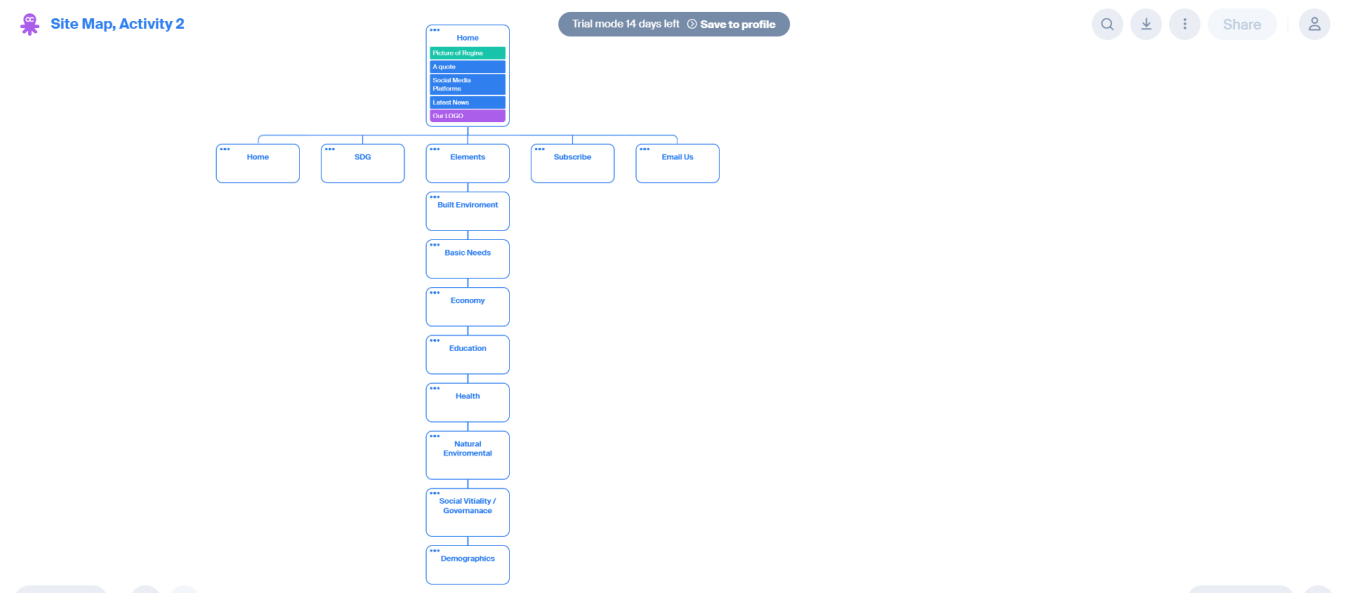 Site Map, Activity 2
Trial mode 14 days left Save to profile
Share
Home
Picture of Regina
A quote
Social Media
Platforms
Latest News
Our LOGO
Home
SDG
Elements
Subscribe
Email Us
Built Enviroment
Basic Needs
Economy
Education
Health
Natural
Enviromental
Social Vitiality /
Governanace
Demographics